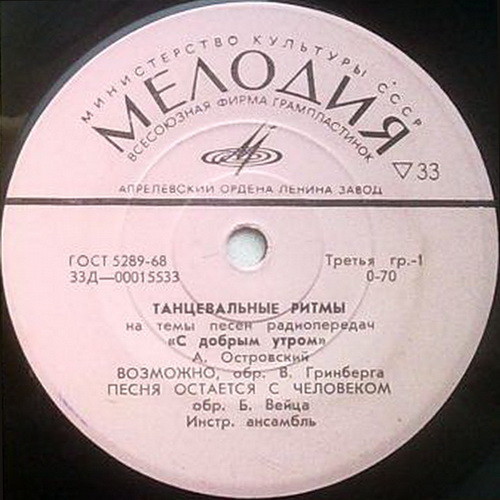 МИНИСТЕРСТВО КУЛЬТУРЫ СССР
МЕЛОДИЯ
ВСЕСОЮЗНАЯ ФИРМА ГРАМПЛАСТИНОК
▽33
АПРЕЛЕВСКИЙ ОРДЕНА ЛЕНИНА ЗАВОД
ГОСТ 5289-68
33Д—00015533
Третья гр.-1
0-70
ТАНЦЕВАЛЬНЫЕ РИТМЫ
на темы песен радиопередач
«С добрым утром»
А. Островский
ВОЗМОЖНО, обр. В. Гринберга
ПЕСНЯ ОСТАЕТСЯ С ЧЕЛОВЕКОМ
обр. Б. Вейца
Инстр. ансамбль